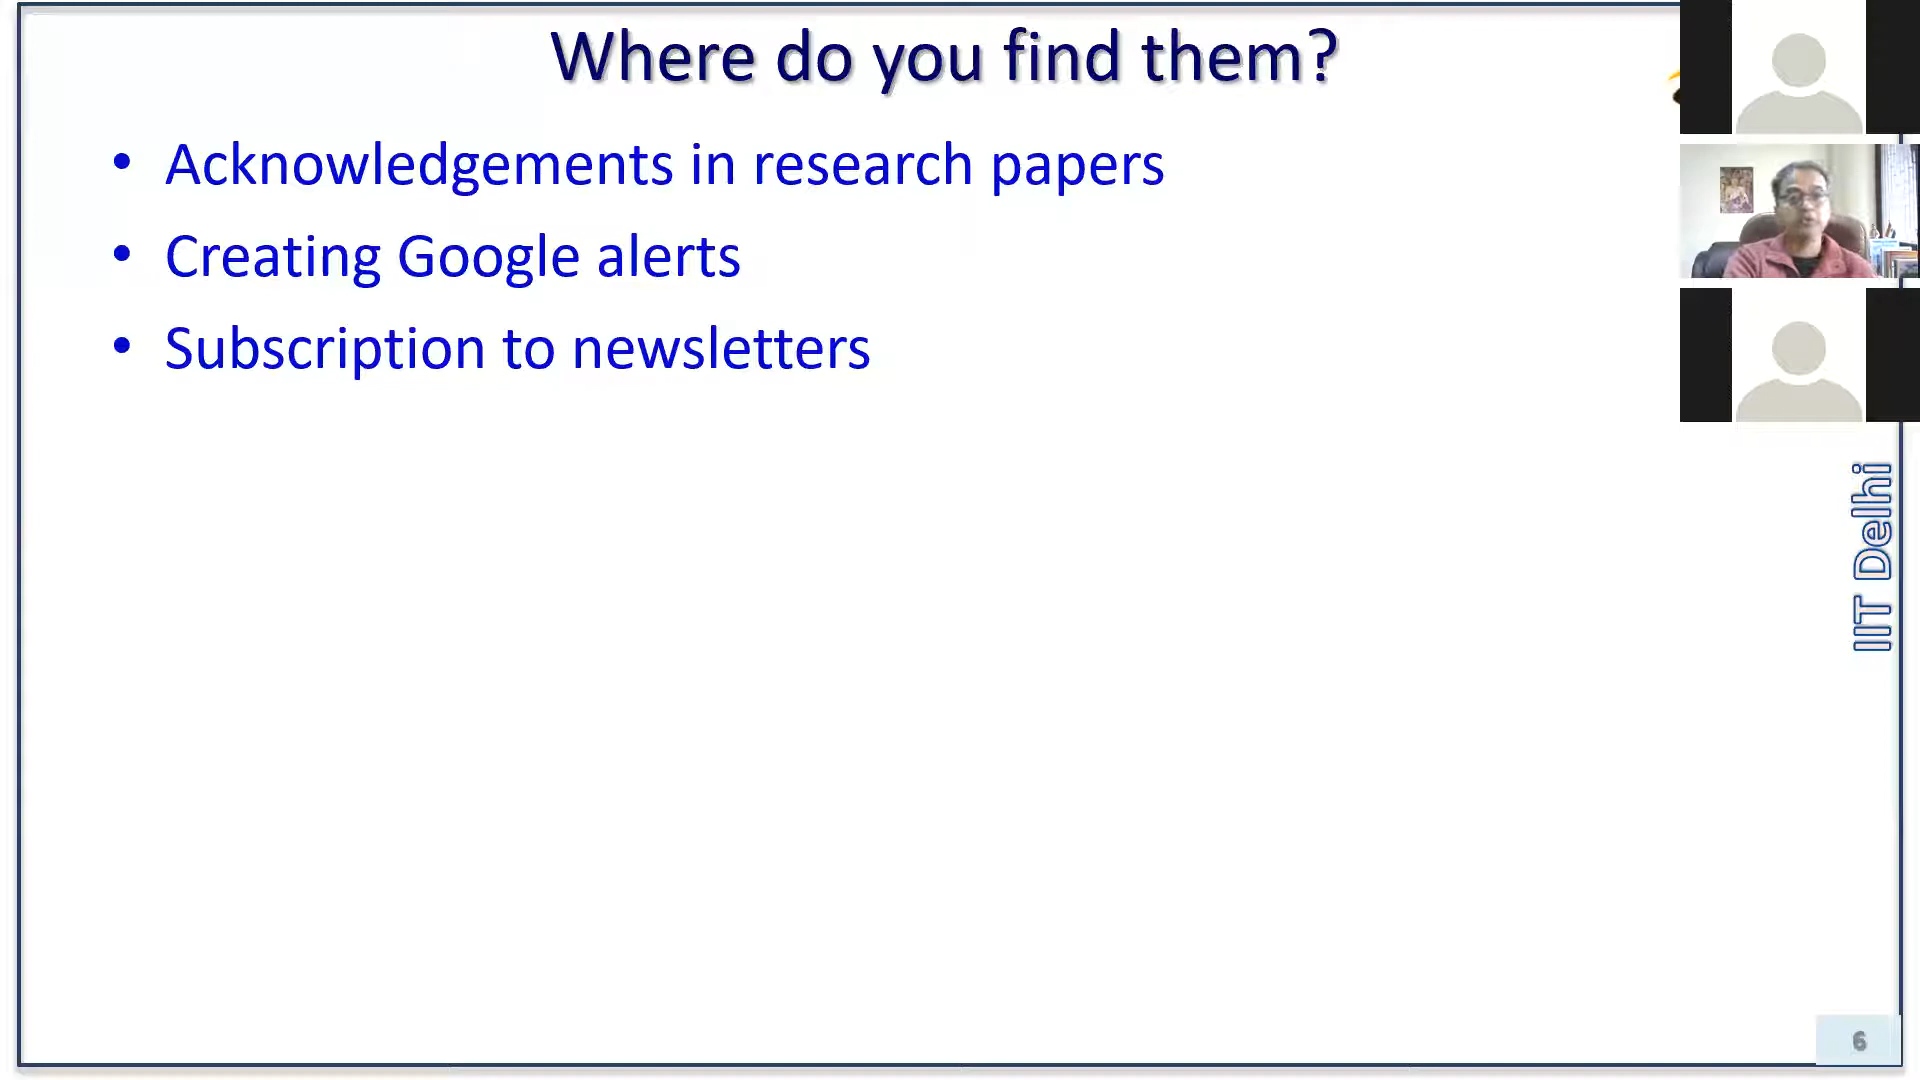 Where do you find them?
• Acknowledgements in research papers
• Creating Google alerts
• Subscription to newsletters
IIT Delhi
6